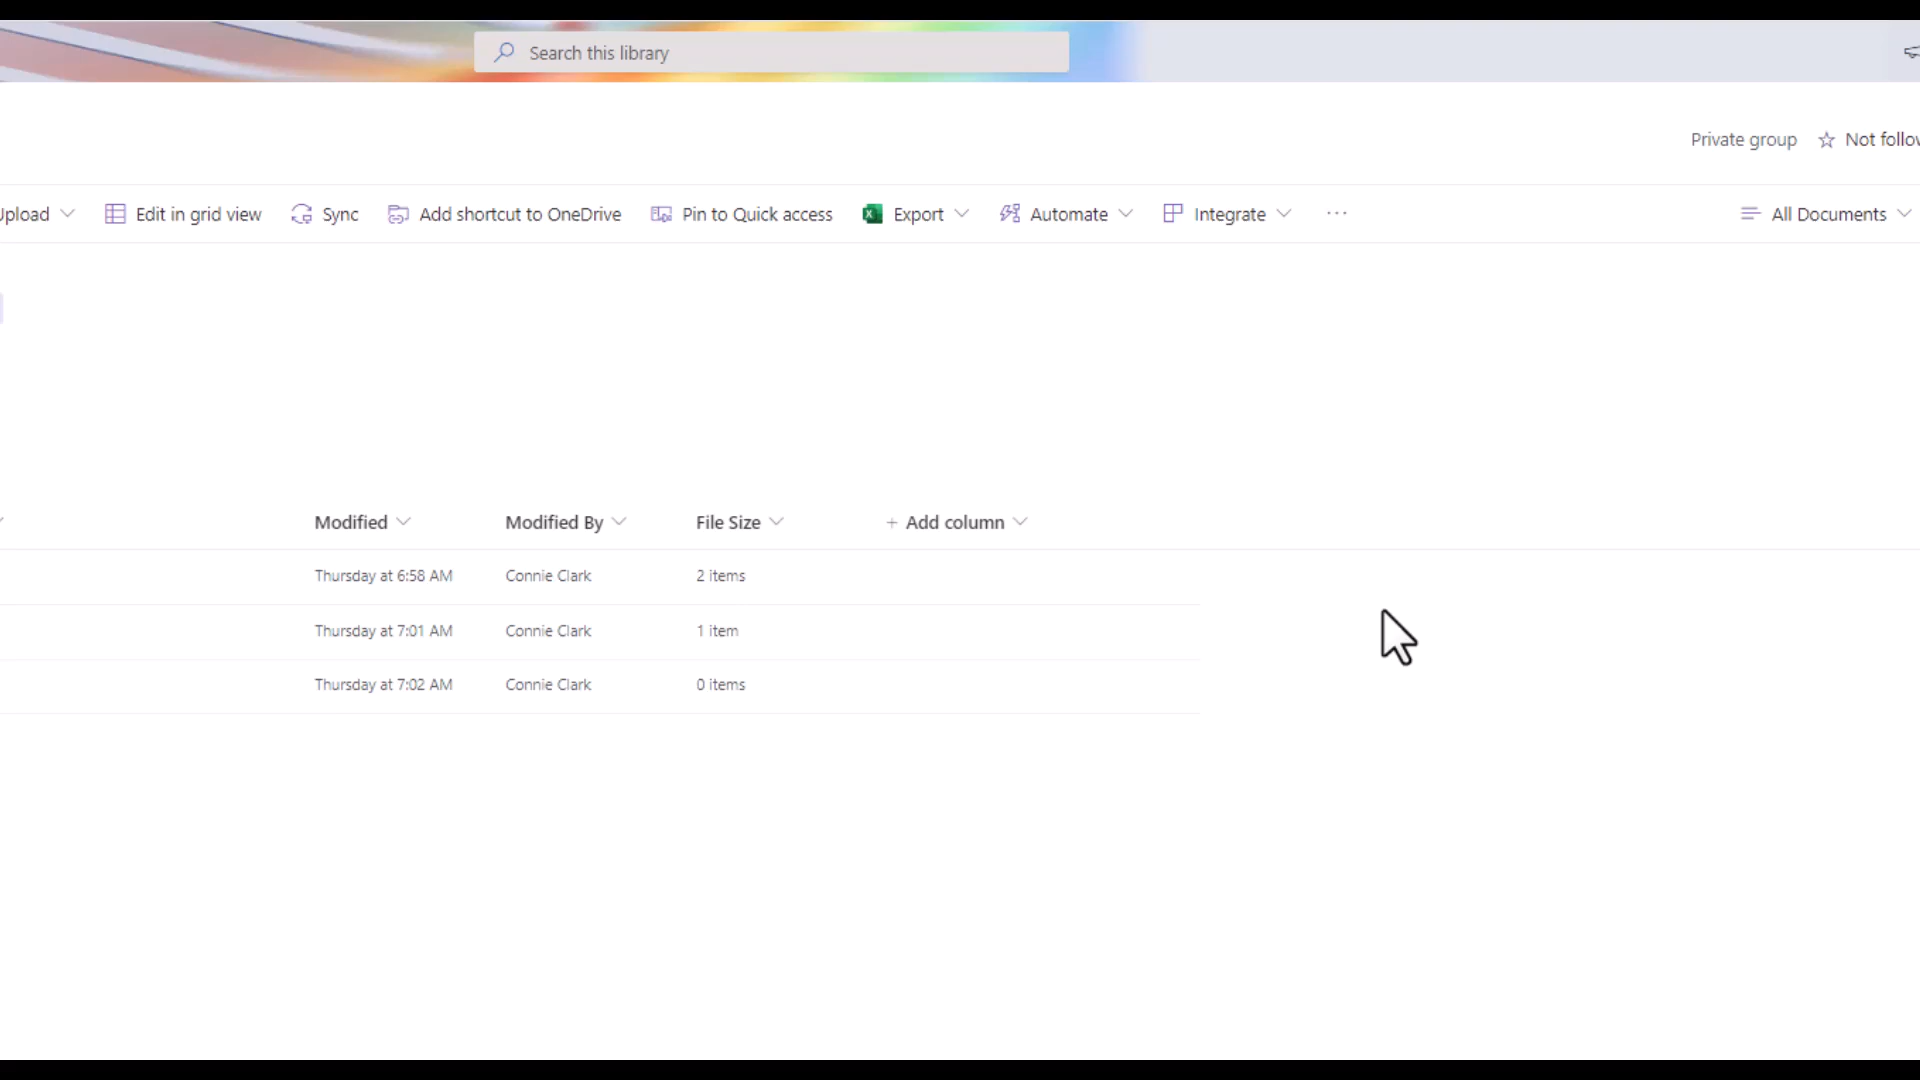 Search this library
Private group Not follow
Upload Edit in grid view Sync Add shortcut to OneDrive Pin to Quick access Export Automate Integrate ... All Documents
Modified Modified By File Size + Add column
Thursday at 6:58 AM Connie Clark 2 items
Thursday at 7:01 AM Connie Clark 1 item
Thursday at 7:02 AM Connie Clark 0 items